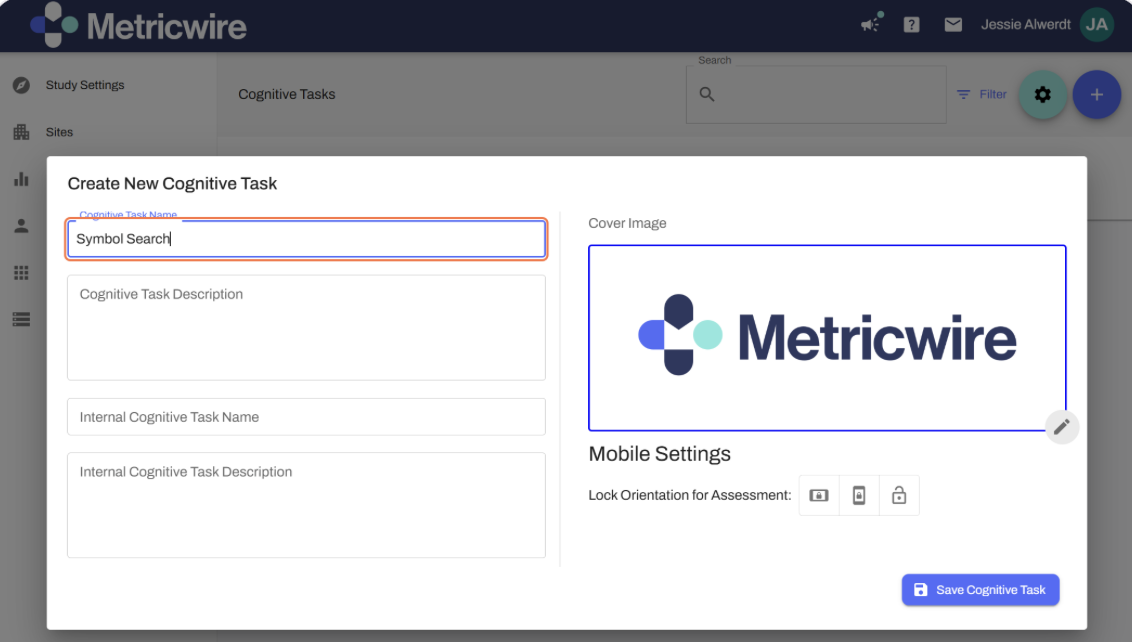 Metricwire
?
Jessie Alwerdt
JA
Study Settings
Cognitive Tasks
Search
Filter
+
Sites
Create New Cognitive Task
Cognitive Task Name
Symbol Search
Cognitive Task Description
Internal Cognitive Task Name
Internal Cognitive Task Description
Cover Image
Metricwire
Mobile Settings
Lock Orientation for Assessment:
Save Cognitive Task